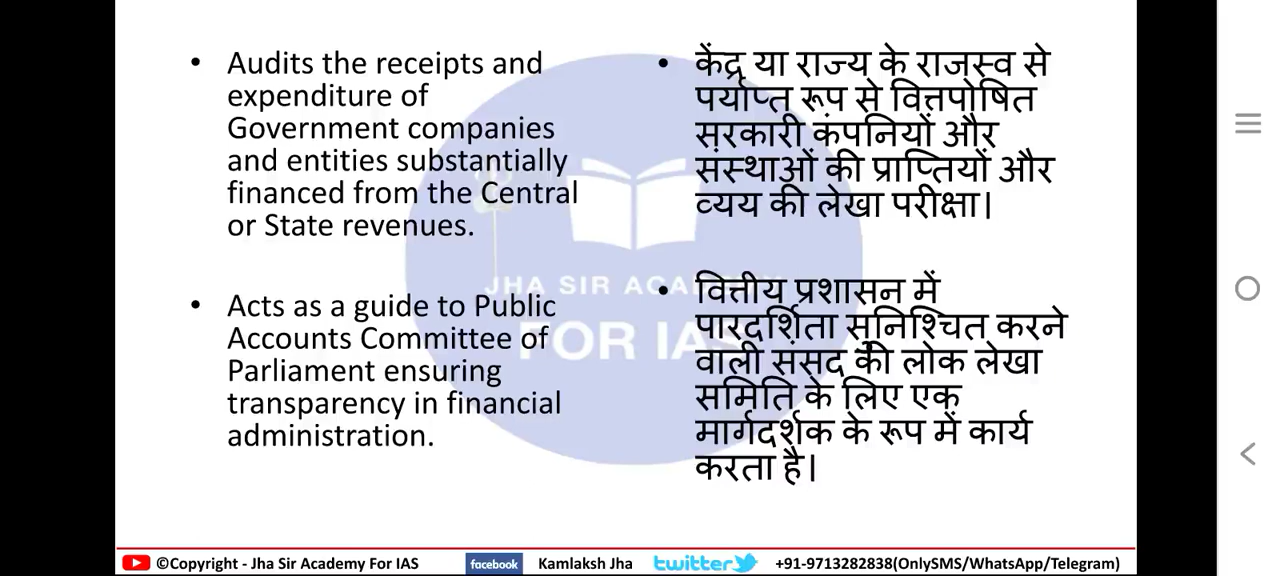 • Audits the receipts and
expenditure of
Government companies
and entities substantially
financed from the Central
or State revenues.
• Acts as a guide to Public
Accounts Committee of
Parliament ensuring
transparency in financial
administration.
• केंद्र या राज्य के राजस्व से
पर्याप्त रूप से वित्तपोषित
सरकारी कंपनियों और
संस्थाओं की प्राप्तियों और
व्यय की लेखा परीक्षा।
• वित्तीय प्रशासन में
पारदर्शिता सुनिश्चित करने
वाली संसद की लोक लेखा
समिति के लिए एक
मार्गदर्शक के रूप में कार्य
करता है।
JHA SIR ACADEMY
FOR IAS
©Copyright - Jha Sir Academy For IAS facebook Kamlaksh Jha twitter +91-9713282838(OnlySMS/WhatsApp/Telegram)